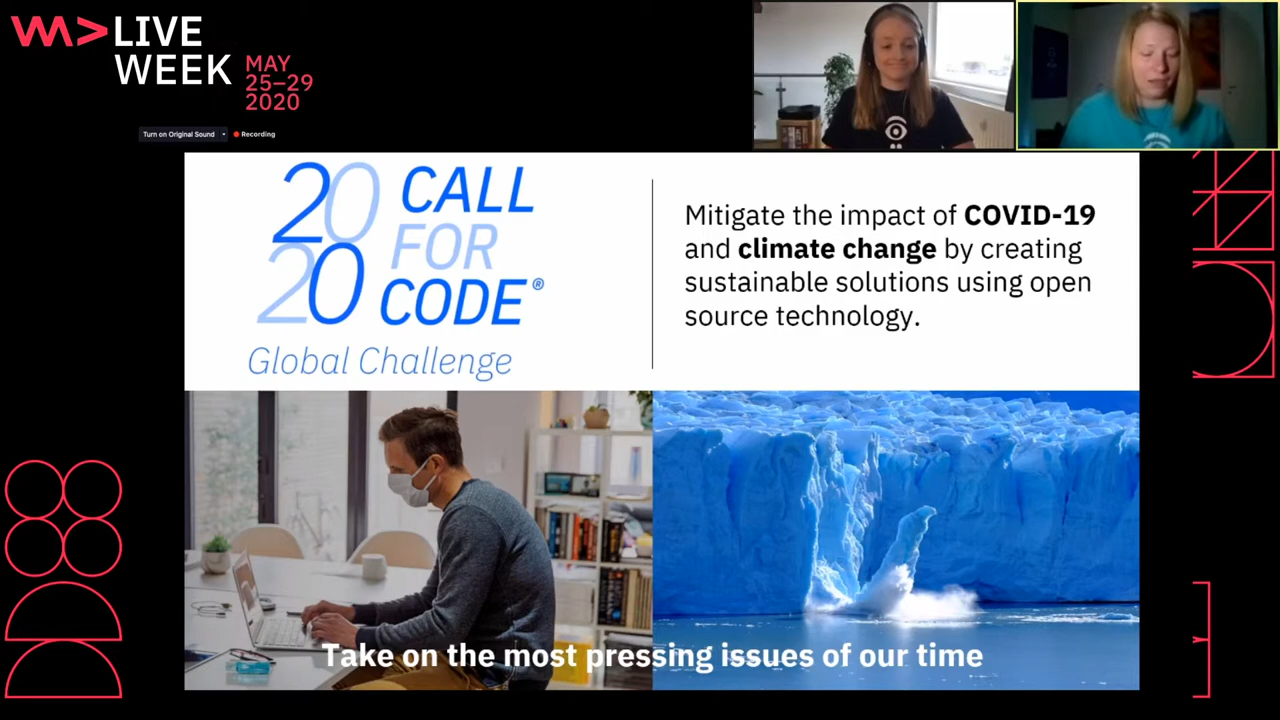 LIVE
WEEK
MAY
25–29
2020
Turn on Original Sound
Recording
20
20
CALL
FOR
CODE®
Global Challenge
Mitigate the impact of COVID-19
and climate change by creating
sustainable solutions using open
source technology.
Take on the most pressing issues of our time